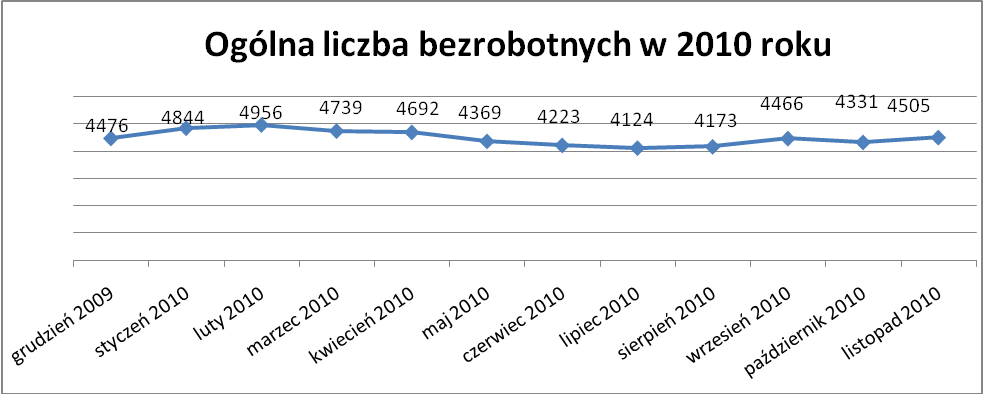 Ogólna liczba bezrobotnych w 2010 roku
4476 4844 4956 4739 4692 4369 4223 4124 4173 4466 4331 4505
grudzień 2009
styczeń 2010
luty 2010
marzec 2010
kwiecień 2010
maj 2010
czerwiec 2010
lipiec 2010
sierpień 2010
wrzesień 2010
październik 2010
listopad 2010